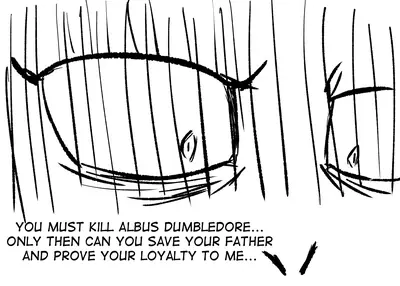 YOU MUST KILL ALBUS DUMBLEDORE...
ONLY THEN CAN YOU SAVE YOUR FATHER
AND PROVE YOUR LOYALTY TO ME...